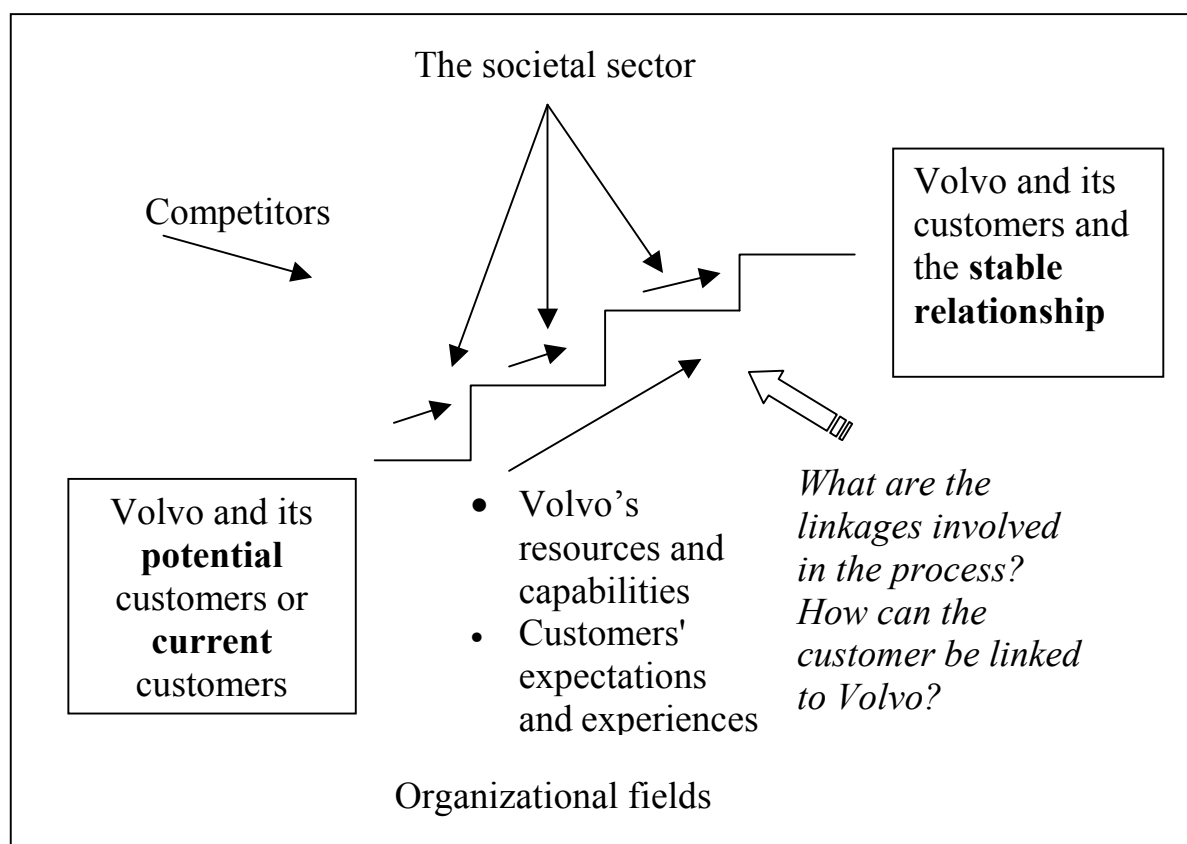 The societal sector
Competitors
Volvo and its
customers and
the stable
relationship
Volvo and its
potential
customers or
current
customers
• Volvo’s
resources and
capabilities
• Customers'
expectations
and experiences
What are the
linkages involved
in the process?
How can the
customer be linked
to Volvo?
Organizational fields